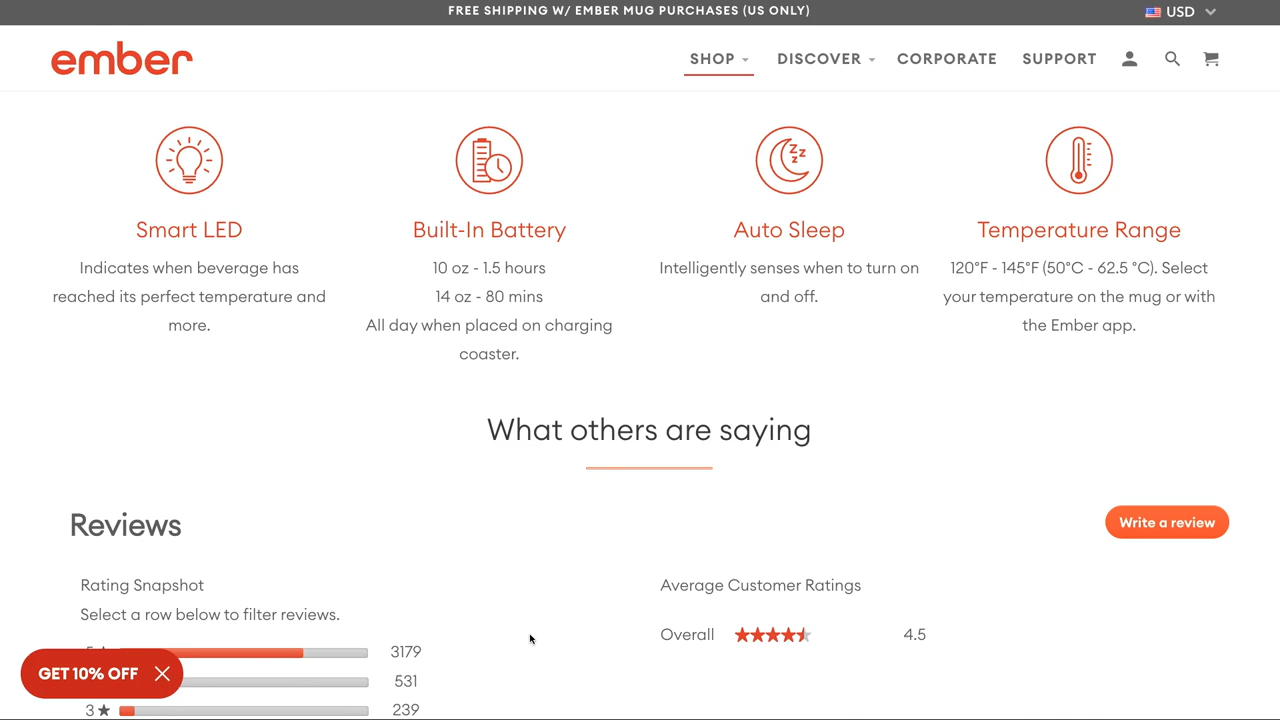 FREE SHIPPING W/ EMBER MUG PURCHASES (US ONLY)
USD
ember
SHOP
DISCOVER
CORPORATE
SUPPORT
Smart LED
Indicates when beverage has
reached its perfect temperature and
more.
Built-In Battery
10 oz - 1.5 hours
14 oz - 80 mins
All day when placed on charging
coaster.
Auto Sleep
Intelligently senses when to turn on
and off.
Temperature Range
120°F - 145°F (50°C - 62.5 °C). Select
your temperature on the mug or with
the Ember app.
What others are saying
Reviews
Write a review
Rating Snapshot
Select a row below to filter reviews.
3179
531
3 ★
239
GET 10% OFF
Average Customer Ratings
Overall
4.5